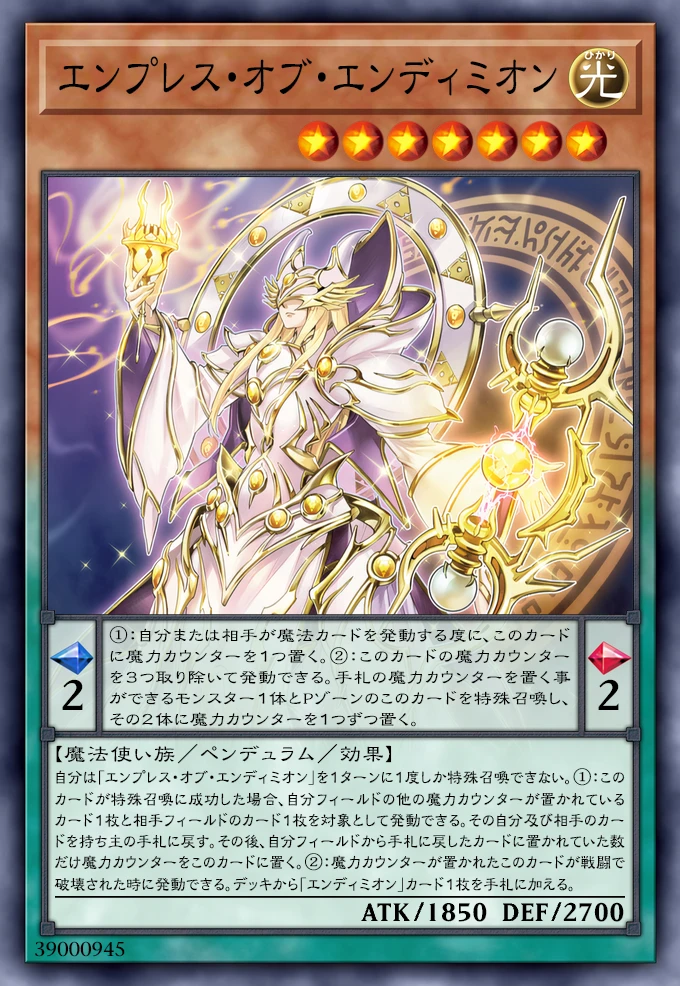 エンプレス・オブ・エンディミオン
ひかり
光
①：自分または相手が魔法カードを発動する度に、このカード
に魔力カウンターを１つ置く。②：このカードの魔力カウンター
を３つ取り除いて発動できる。手札の魔力カウンターを置く事
ができるモンスター１体とPゾーンのこのカードを特殊召喚し、
その２体に魔力カウンターを１つずつ置く。
2
2
【魔法使い族／ペンデュラム／効果】
自分は「エンプレス・オブ・エンディミオン」を１ターンに１度しか特殊召喚できない。①：この
カードが特殊召喚に成功した場合、自分フィールドの他の魔力カウンターが置かれている
カード１枚と相手フィールドのカード１枚を対象として発動できる。その自分及び相手のカー
ドを持ち主の手札に戻す。その後、自分フィールドから手札に戻したカードに置かれていた数
だけ魔力カウンターをこのカードに置く。②：魔力カウンターが置かれたこのカードが戦闘で
破壊された時に発動できる。デッキから「エンディミオン」カード１枚を手札に加える。
ATK/1850 DEF/2700
39000945